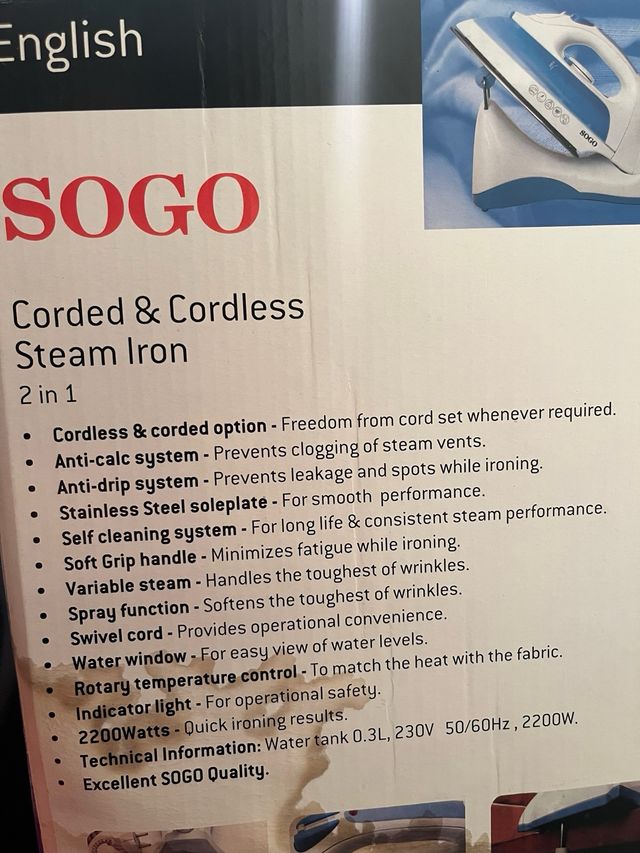 English
SOGO
SOGO
Corded & Cordless
Steam Iron
2 in 1
• Cordless & corded option - Freedom from cord set whenever required.
• Anti-calc system - Prevents clogging of steam vents.
• Anti-drip system - Prevents leakage and spots while ironing.
• Stainless Steel soleplate - For smooth performance.
• Self cleaning system - For long life & consistent steam performance.
• Soft Grip handle - Minimizes fatigue while ironing.
• Variable steam - Handles the toughest of wrinkles.
• Spray function - Softens the toughest of wrinkles.
• Swivel cord - Provides operational convenience.
• Water window - For easy view of water levels.
• Rotary temperature control - To match the heat with the fabric.
• Indicator light - For operational safety.
• 2200Watts - Quick ironing results.
• Technical Information: Water tank 0.3L, 230V 50/60Hz , 2200W.
• Excellent SOGO Quality.